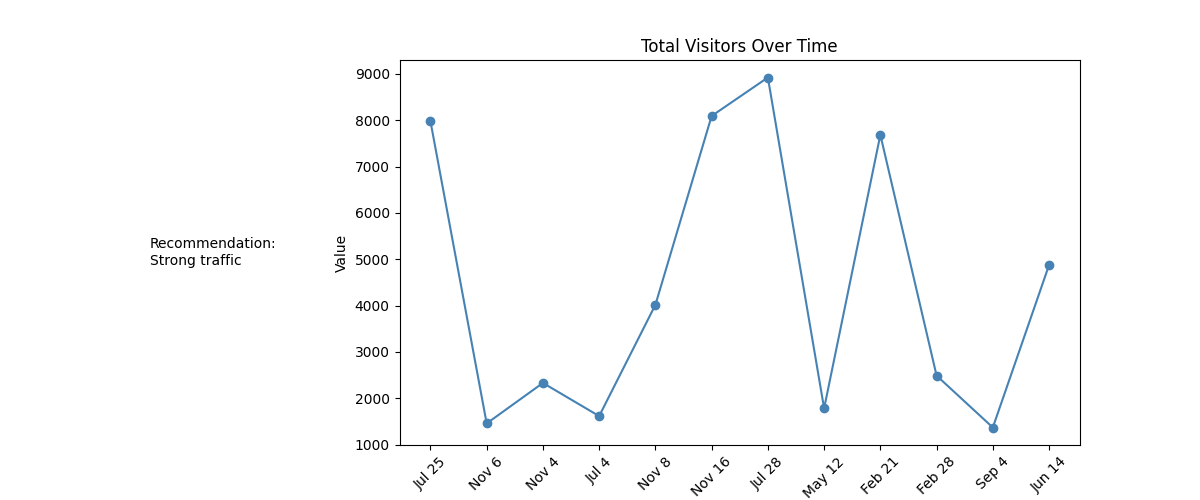 Total Visitors Over Time
9000
8000
7000
6000
5000
4000
3000
2000
1000
Value
Recommendation:
Strong traffic
Jul 25
Nov 6
Nov 4
Jul 4
Nov 8
Nov 16
Jul 28
May 12
Feb 21
Feb 28
Sep 4
Jun 14